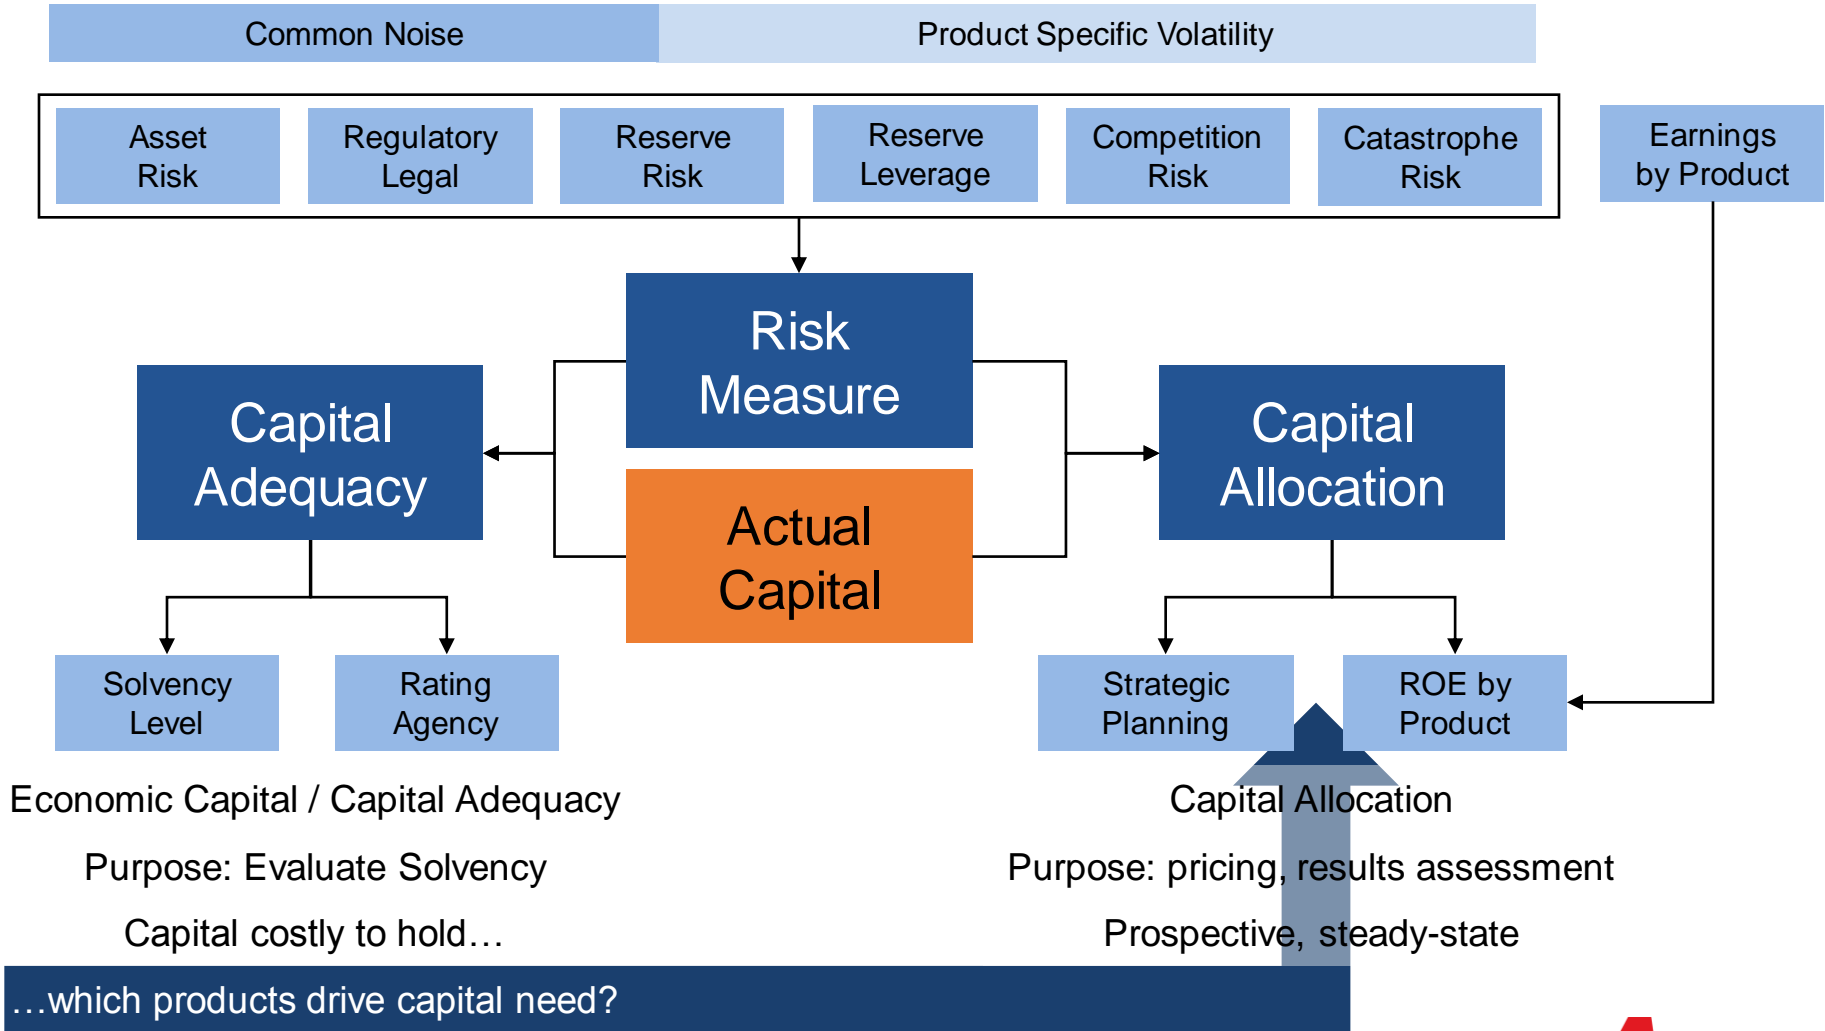 Common Noise
Product Specific Volatility
Asset
Risk
Regulatory
Legal
Reserve
Risk
Reserve
Leverage
Competition
Risk
Catastrophe
Risk
Earnings
by Product
Risk
Measure
Capital
Adequacy
Capital
Allocation
Actual
Capital
Solvency
Level
Rating
Agency
Strategic
Planning
ROE by
Product
Economic Capital / Capital Adequacy
Purpose: Evaluate Solvency
Capital costly to hold…
Capital Allocation
Purpose: pricing, results assessment
Prospective, steady-state
…which products drive capital need?